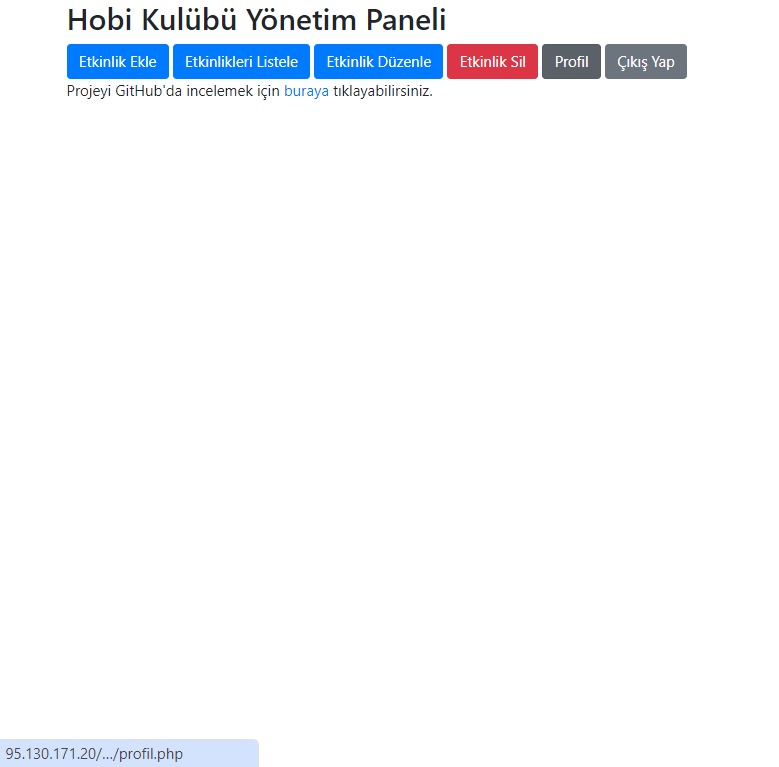 Hobi Kulübü Yönetim Paneli
Etkinlik Ekle Etkinlikleri Listele Etkinlik Düzenle Etkinlik Sil Profil Çıkış Yap
Projeyi GitHub'da incelemek için buraya tıklayabilirsiniz.
95.130.171.20/.../profil.php